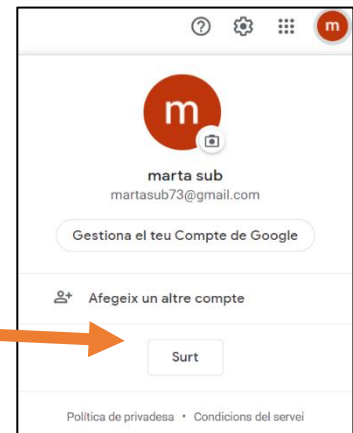 m
m
marta sub
martasub73@gmail.com
Gestiona el teu Compte de Google
Afegeix un altre compte
Surt
Política de privadesa • Condicions del servei